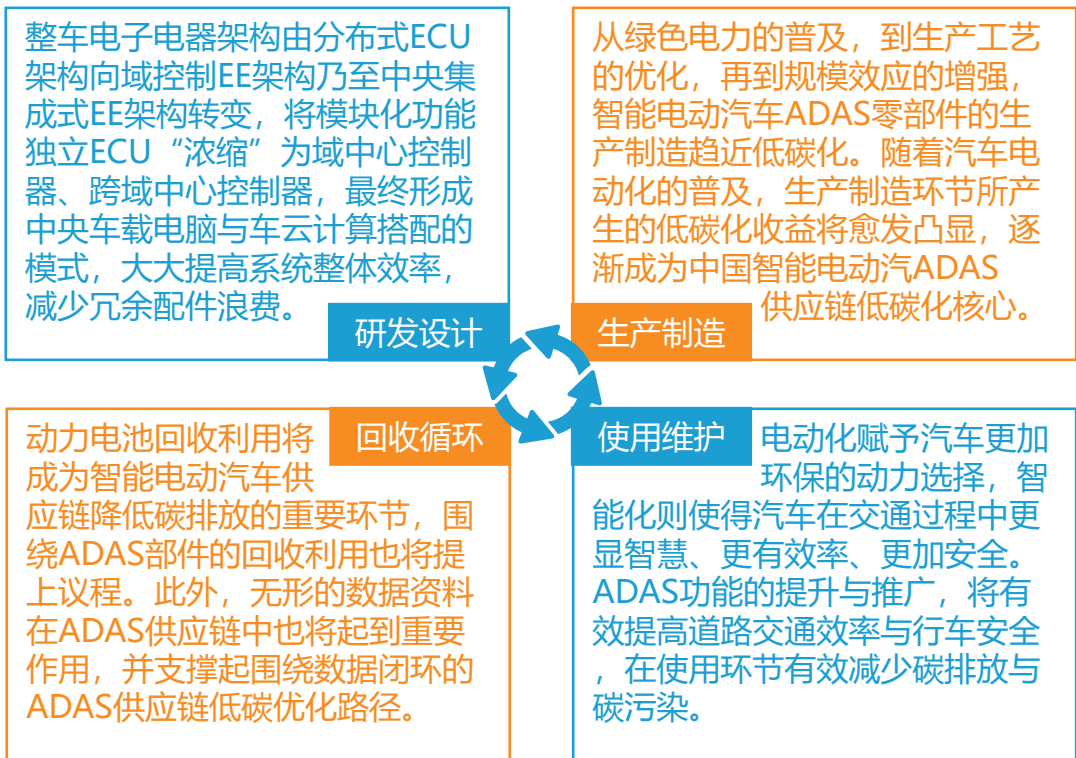 整车电子电器架构由分布式ECU
架构向域控制EE架构乃至中央集
成式EE架构转变，将模块化功能
独立ECU“浓缩”为域中心控制
器、跨域中心控制器，最终形成
中央车载电脑与车云计算搭配的
模式，大大提高系统整体效率，
减少冗余配件浪费。
研发设计
从绿色电力的普及，到生产工艺
的优化，再到规模效应的增强，
智能电动汽车ADAS零部件的生
产制造趋近低碳化。随着汽车电
动化的普及，生产制造环节所产
生的低碳化收益将愈发凸显，逐
渐成为中国智能电动汽ADAS
供应链低碳化核心。
生产制造
回收循环
动力电池回收利用将
成为智能电动汽车供
应链降低碳排放的重要环节，围
绕ADAS部件的回收利用也将提
上议程。此外，无形的数据资料
在ADAS供应链中也将起到重要
作用，并支撑起围绕数据闭环的
ADAS供应链低碳优化路径。
使用维护
电动化赋予汽车更加
环保的动力选择，智
能化则使得汽车在交通过程中更
显智慧、更有效率、更加安全。
ADAS功能的提升与推广，将有
效提高道路交通效率与行车安全
，在使用环节有效减少碳排放与
碳污染。